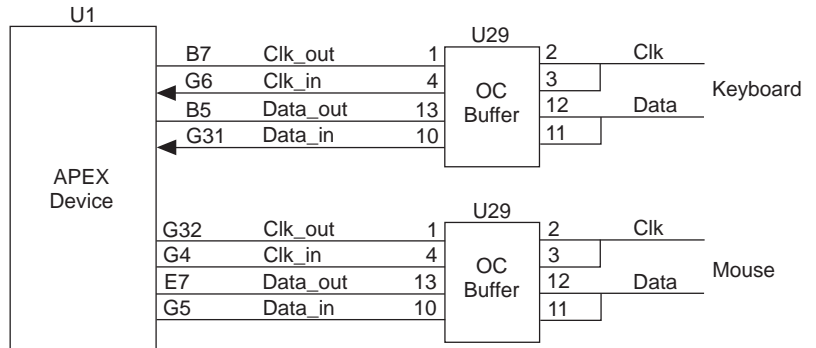 U1
U29
B7 Clk_out 1 2 Clk
G6 Clk_in 4 3
Keyboard
B5 Data_out 13 12 Data
G31 Data_in 10 11
OC
Buffer
APEX
Device
U29
G32 Clk_out 1 2 Clk
G4 Clk_in 4 3
Mouse
E7 Data_out 13 12 Data
G5 Data_in 10 11
OC
Buffer